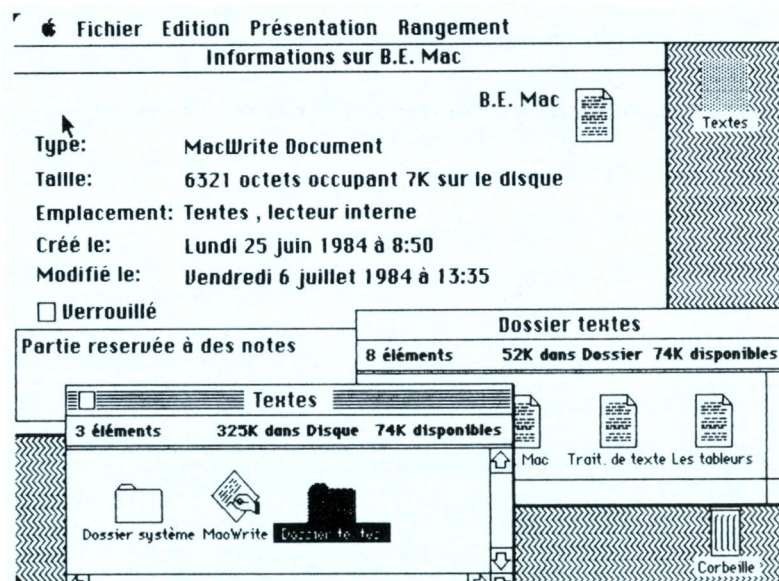 Fichier Edition Présentation Rangement
Informations sur B.E. Mac
B.E. Mac
Textes
Type: MacWrite Document
Taille: 6321 octets occupant 7K sur le disque
Emplacement: Textes , lecteur interne
Créé le: Lundi 25 juin 1984 à 8:50
Modifié le: Vendredi 6 juillet 1984 à 13:35
Verrouillé
Partie reservée à des notes
Dossier textes
8 éléments 52K dans Dossier 74K disponibles
Mac Trait. de texte Les tableurs
Textes
3 éléments 325K dans Disque 74K disponibles
Dossier système MacWrite Dossier textes
Corbeille